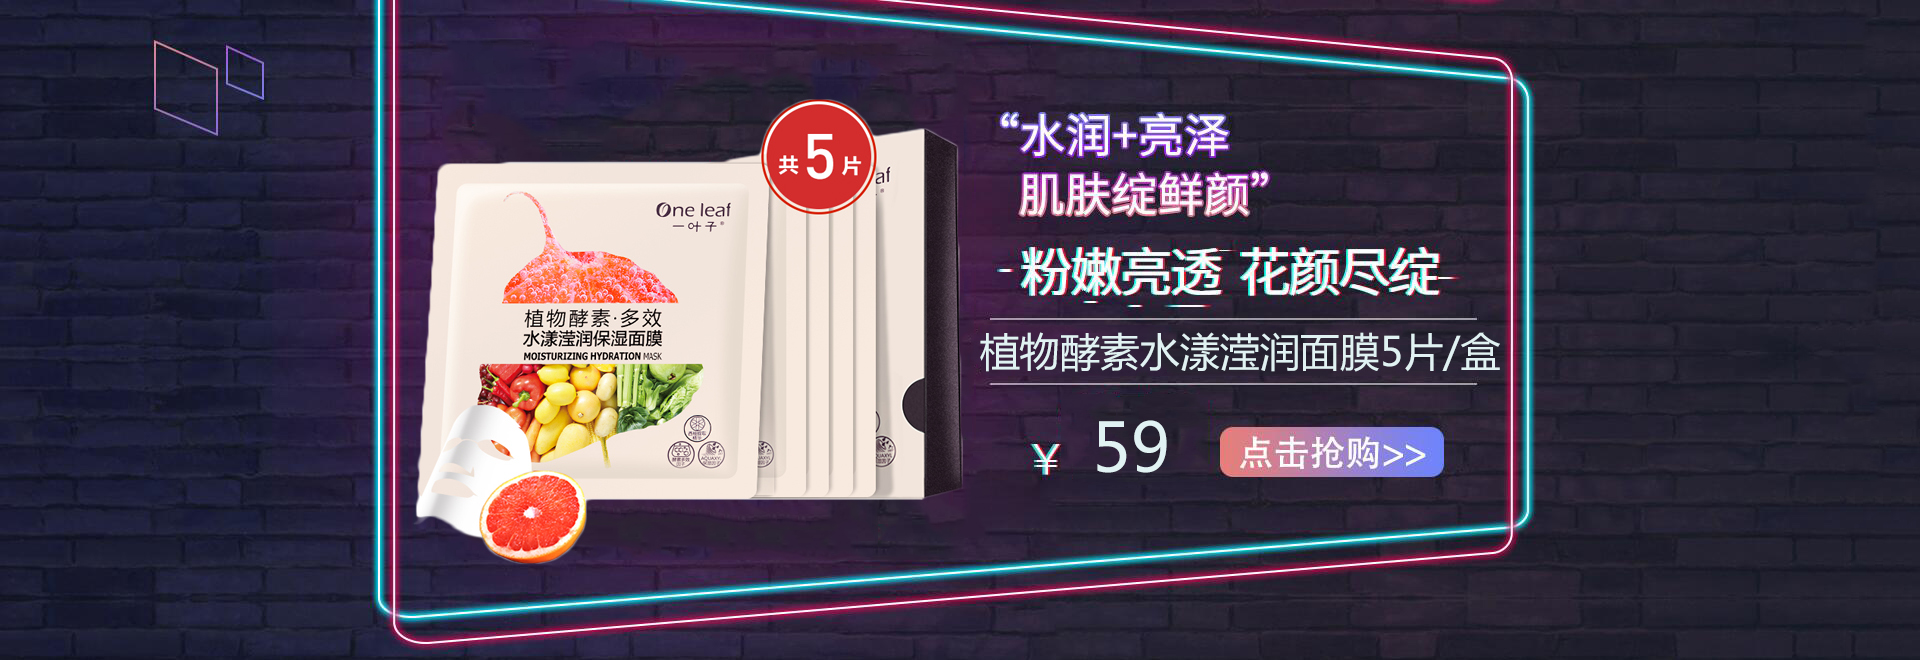 共5片
af
One leaf
一叶子®
植物酵素·多效
水漾滢润保湿面膜
MOISTURIZING HYDRATION MASK
“水润+亮泽
肌肤绽鲜颜”
粉嫩亮透 花颜尽绽
植物酵素水漾滢润面膜5片/盒
¥ 59
点击抢购>>